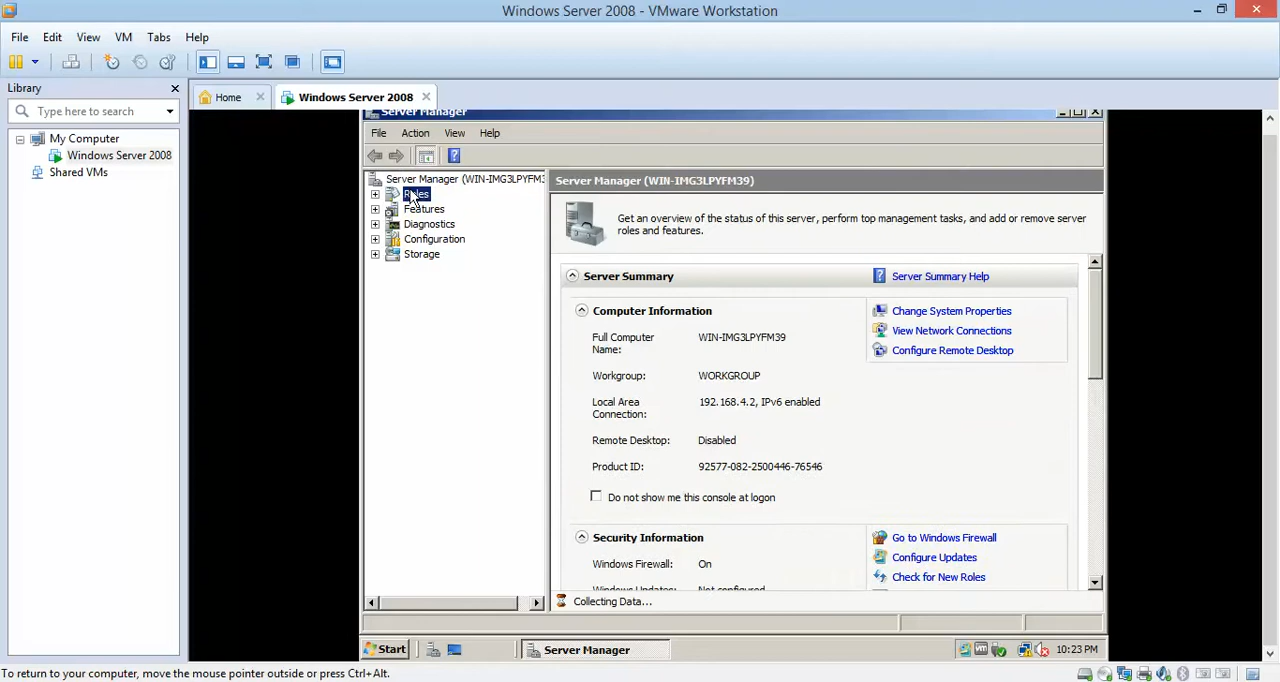 Windows Server 2008 - VMware Workstation
File Edit View VM Tabs Help
Library
Home
Windows Server 2008
Type here to search
My Computer
Windows Server 2008
Shared VMs
Server Manager
File Action View Help
Server Manager (WIN-IMG3LPYFM3
Roles
Features
Diagnostics
Configuration
Storage
Server Manager (WIN-IMG3LPYFM39)
Get an overview of the status of this server, perform top management tasks, and add or remove server
roles and features.
Server Summary
Server Summary Help
Computer Information
Full Computer
Name:
WIN-IMG3LPYFM39
Workgroup: WORKGROUP
Local Area
Connection:
192.168.4.2, IPv6 enabled
Remote Desktop: Disabled
Product ID: 92577-082-2500446-76546
Do not show me this console at logon
Change System Properties
View Network Connections
Configure Remote Desktop
Security Information
Windows Firewall: On
Windows Updates: Not configured
Go to Windows Firewall
Configure Updates
Check for New Roles
Collecting Data...
Start
Server Manager
10:23 PM
To return to your computer, move the mouse pointer outside or press Ctrl+Alt.